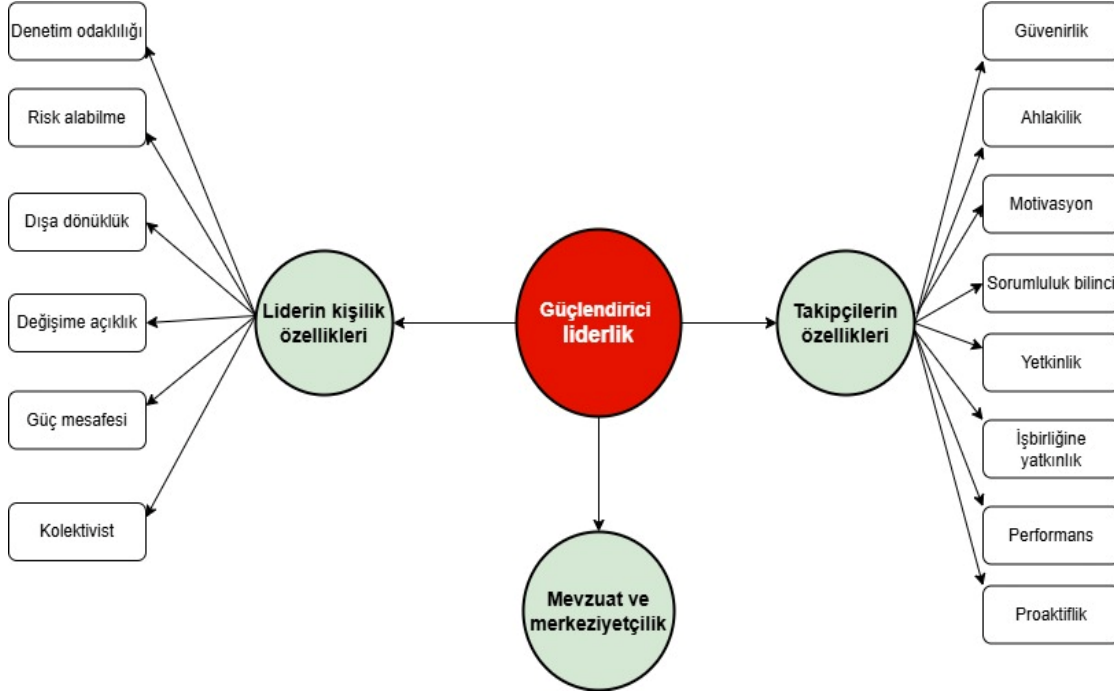 Denetim odaklılığı
Risk alabilme
Dışa dönüklük
Değişime açıklık
Güç mesafesi
Kolektivist
Liderin kişilik
özellikleri
Güçlendirici
liderlik
Mevzuat ve
merkeziyetçilik
Takipçilerin
özellikleri
Güvenirlik
Ahlakilik
Motivasyon
Sorumluluk bilinci
Yetkinlik
İşbirliğine
yatkınlık
Performans
Proaktiflik